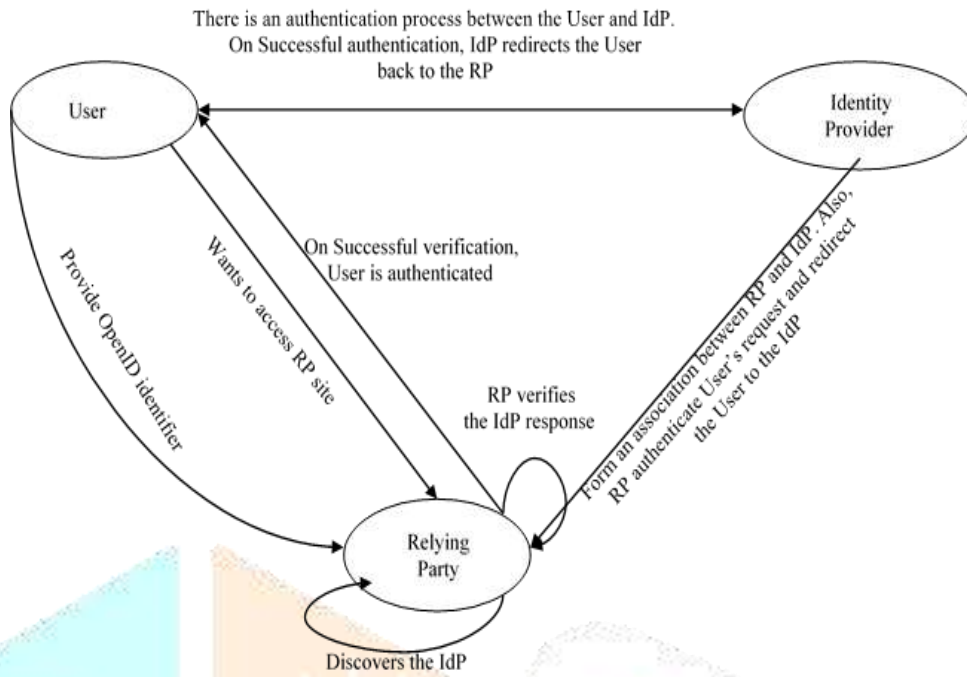 There is an authentication process between the User and IdP.
On Successful authentication, IdP redirects the User
back to the RP
User
Identity
Provider
Provide OpenID identifier
Wants to access RP site
On Successful verification,
User is authenticated
Form an association between RP and IdP. Also,
RP authenticate User's request and redirect
the User to the IdP
RP verifies
the IdP response
Relying
Party
Discovers the IdP